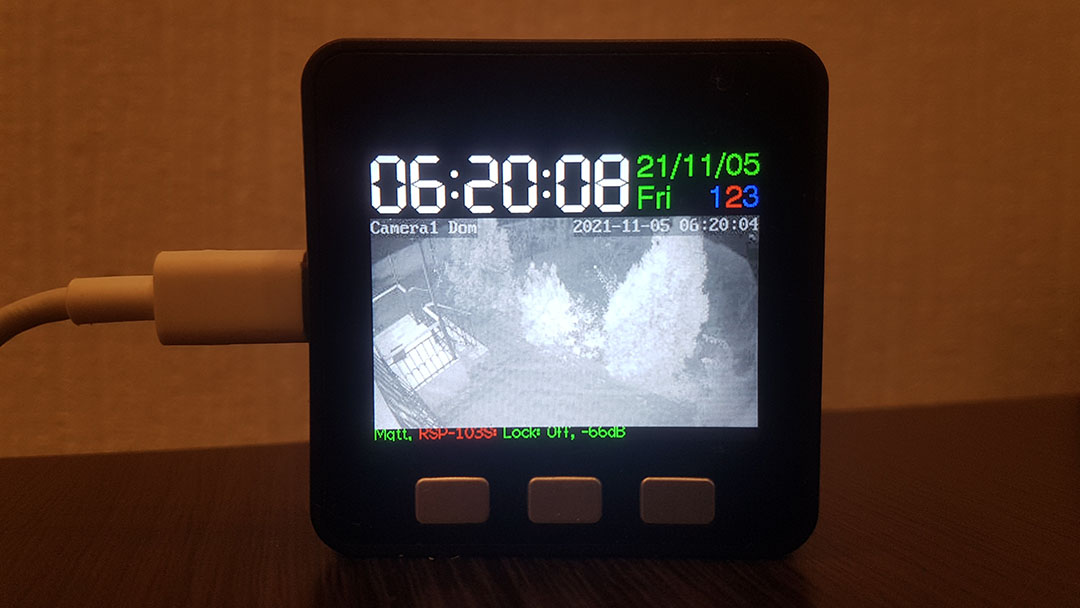 06:20:08
21/11/05
Fri 123
Camera1 Dom 2021-11-05 06:20:04
Mqtt, RSP-103S: Lock: Off, -66dB